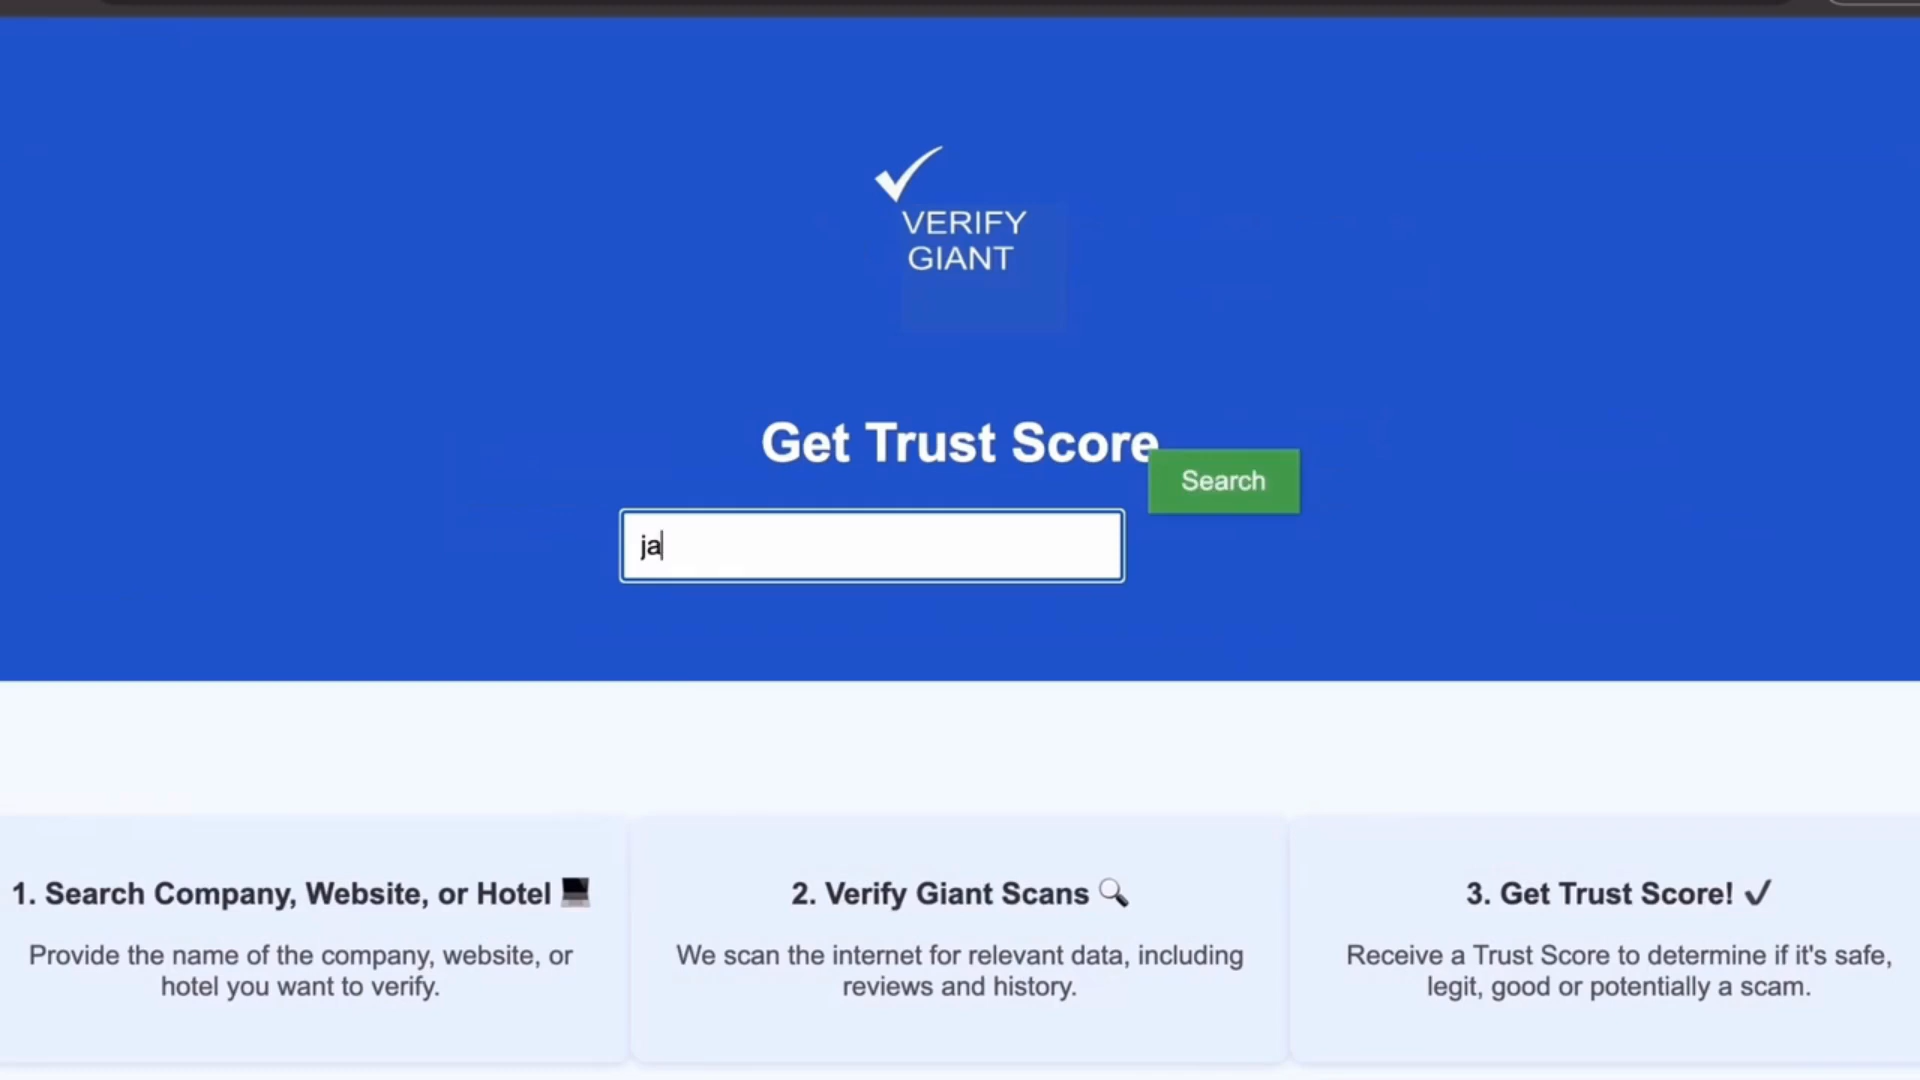 VERIFY
GIANT
Get Trust Score
Search
ja
1. Search Company, Website, or Hotel
Provide the name of the company, website, or
hotel you want to verify.
2. Verify Giant Scans
We scan the internet for relevant data, including
reviews and history.
3. Get Trust Score!
Receive a Trust Score to determine if it's safe,
legit, good or potentially a scam.